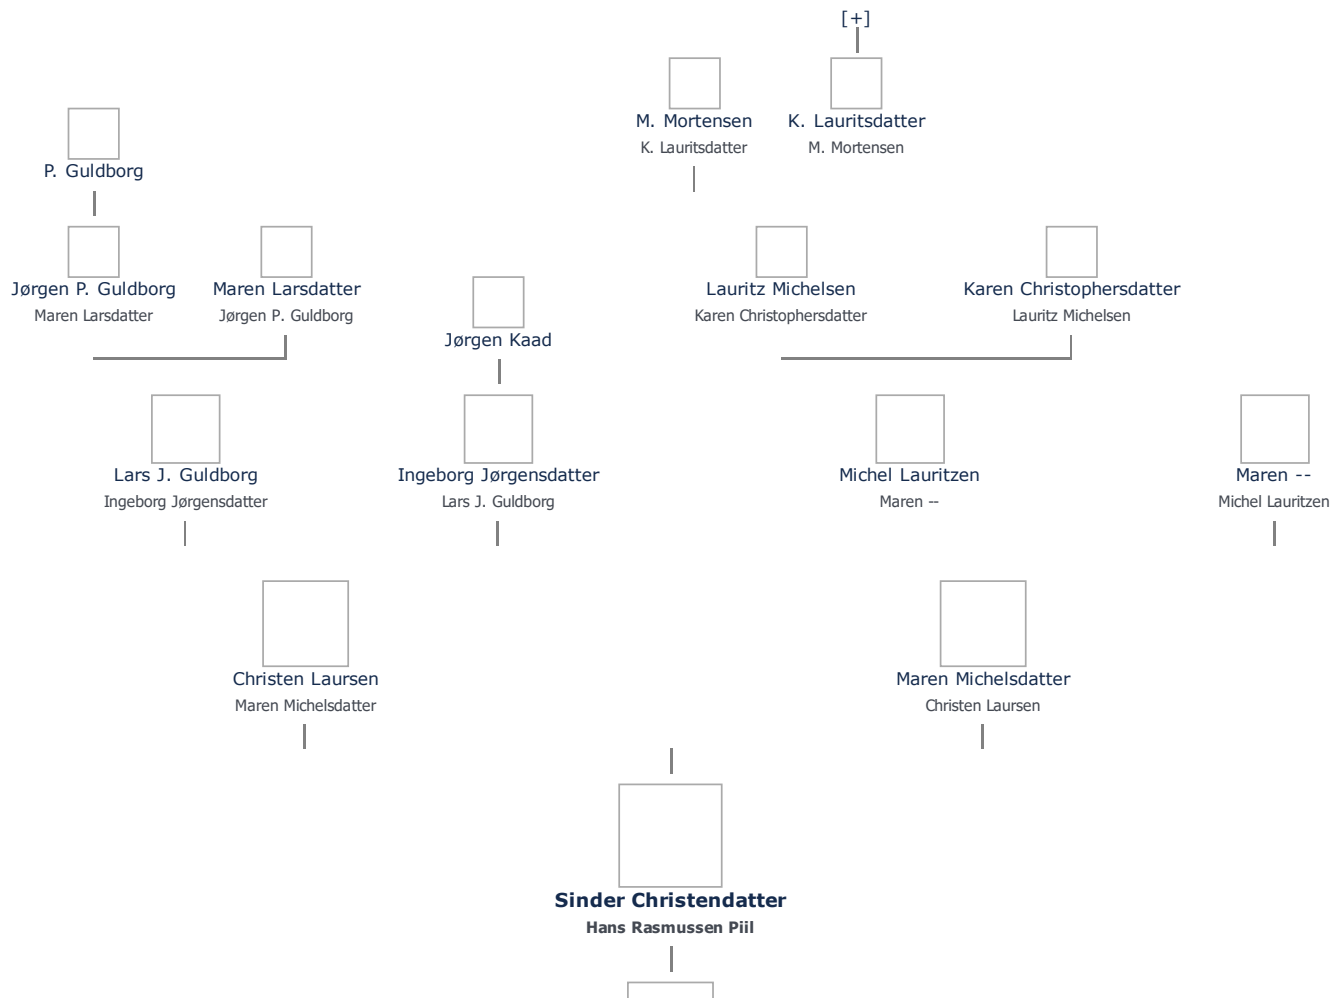 [+]
M. Mortensen
K. Lauritsdatter
K. Lauritsdatter
M. Mortensen
P. Guldborg
Jørgen P. Guldborg
Maren Larsdatter
Maren Larsdatter
Jørgen P. Guldborg
Jørgen Kaad
Lauritz Michelsen
Karen Christophersdatter
Karen Christophersdatter
Lauritz Michelsen
Lars J. Guldborg
Ingeborg Jørgensdatter
Ingeborg Jørgensdatter
Lars J. Guldborg
Michel Lauritzen
Maren --
Maren --
Michel Lauritzen
Christen Laursen
Maren Michelsdatter
Maren Michelsdatter
Christen Laursen
Sinder Christendatter
Hans Rasmussen Piil